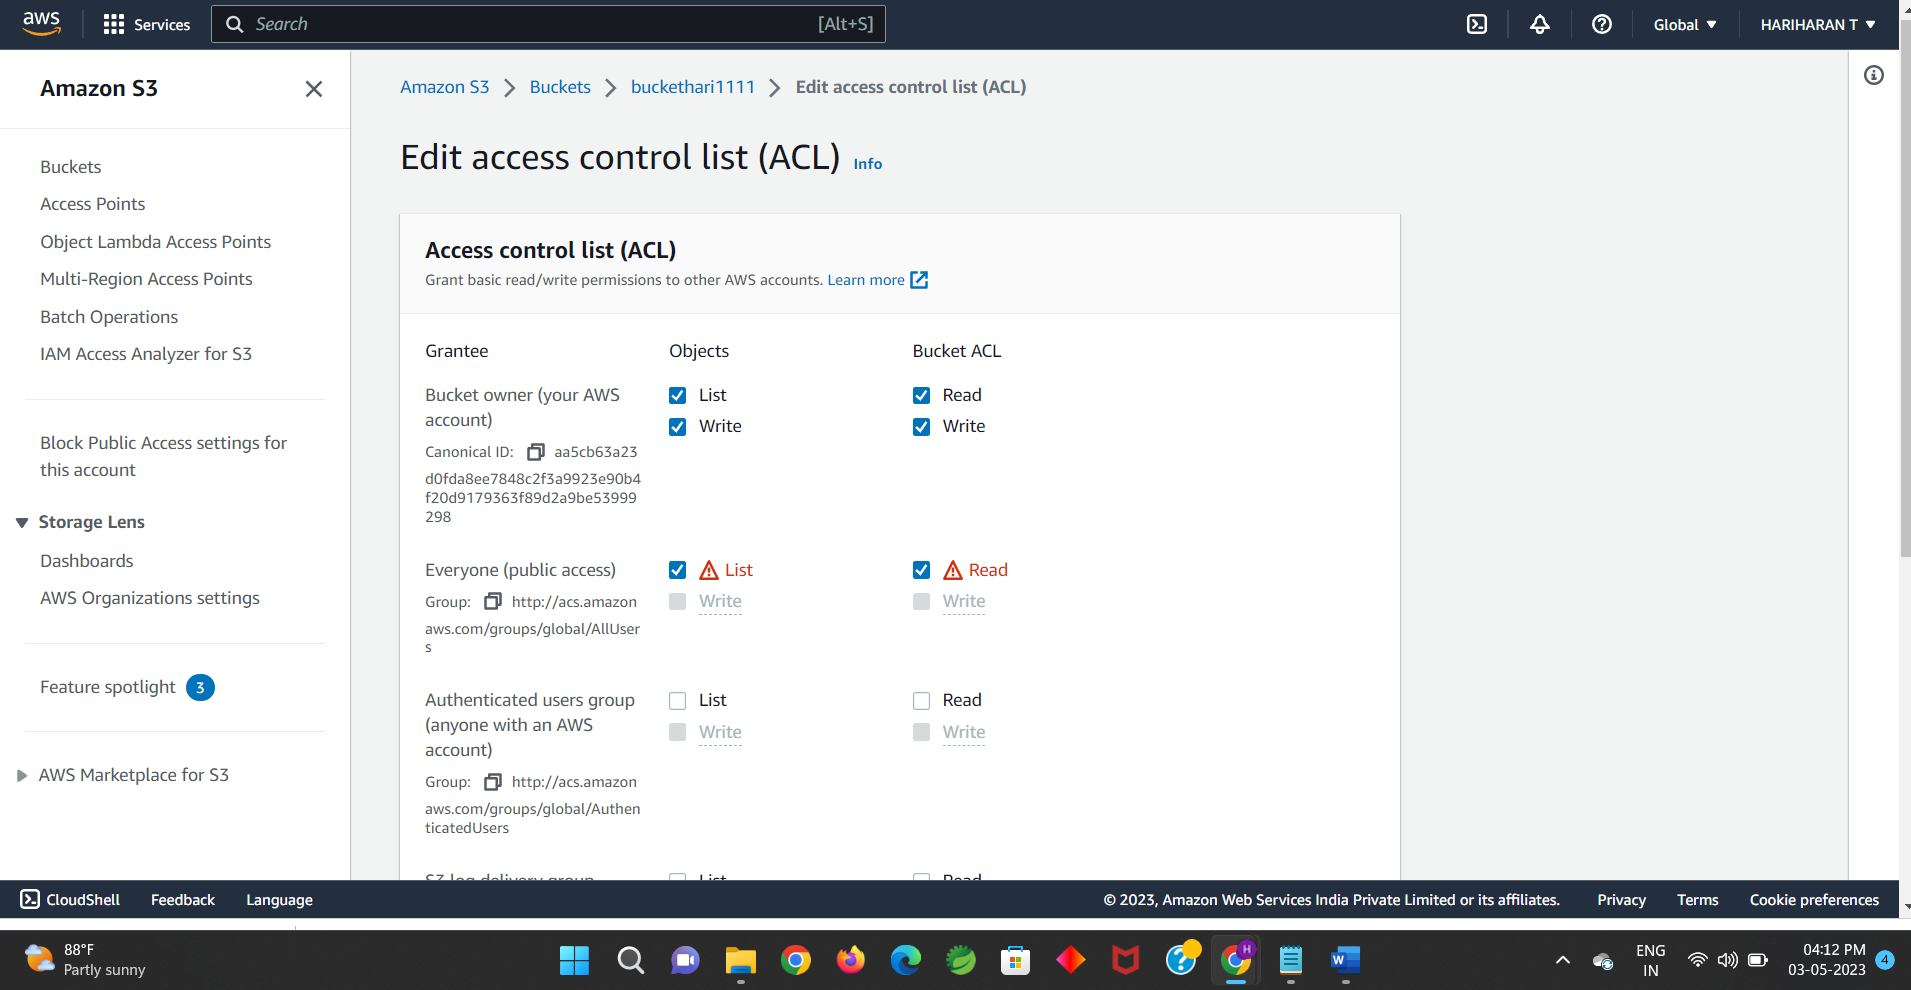 aws
Services
Search
[Alt+S]
Global
HARIHARAN T
Amazon S3
Buckets
Access Points
Object Lambda Access Points
Multi-Region Access Points
Batch Operations
IAM Access Analyzer for S3
Block Public Access settings for
this account
Storage Lens
Dashboards
AWS Organizations settings
Feature spotlight 3
AWS Marketplace for S3
Amazon S3 > Buckets > buckethari1111 > Edit access control list (ACL)
Edit access control list (ACL) Info
Access control list (ACL)
Grant basic read/write permissions to other AWS accounts. Learn more
Grantee Objects Bucket ACL
Bucket owner (your AWS
account)
Canonical ID: aa5cb63a23
d0fda8ee7848c2f3a9923e90b4
f20d9179363f89d2a9be53999
298
List
Write
Read
Write
Everyone (public access)
Group: http://acs.amazon
aws.com/groups/global/AllUser
s
List
Write
Read
Write
Authenticated users group
(anyone with an AWS
account)
Group: http://acs.amazon
aws.com/groups/global/Authen
ticatedUsers
List
Write
Read
Write
S3 log delivery group
List
Read
CloudShell
Feedback
Language
© 2023, Amazon Web Services India Private Limited or its affiliates.
Privacy
Terms
Cookie preferences
88°F
Partly sunny
H
W
ENG
IN
04:12 PM
03-05-2023
4